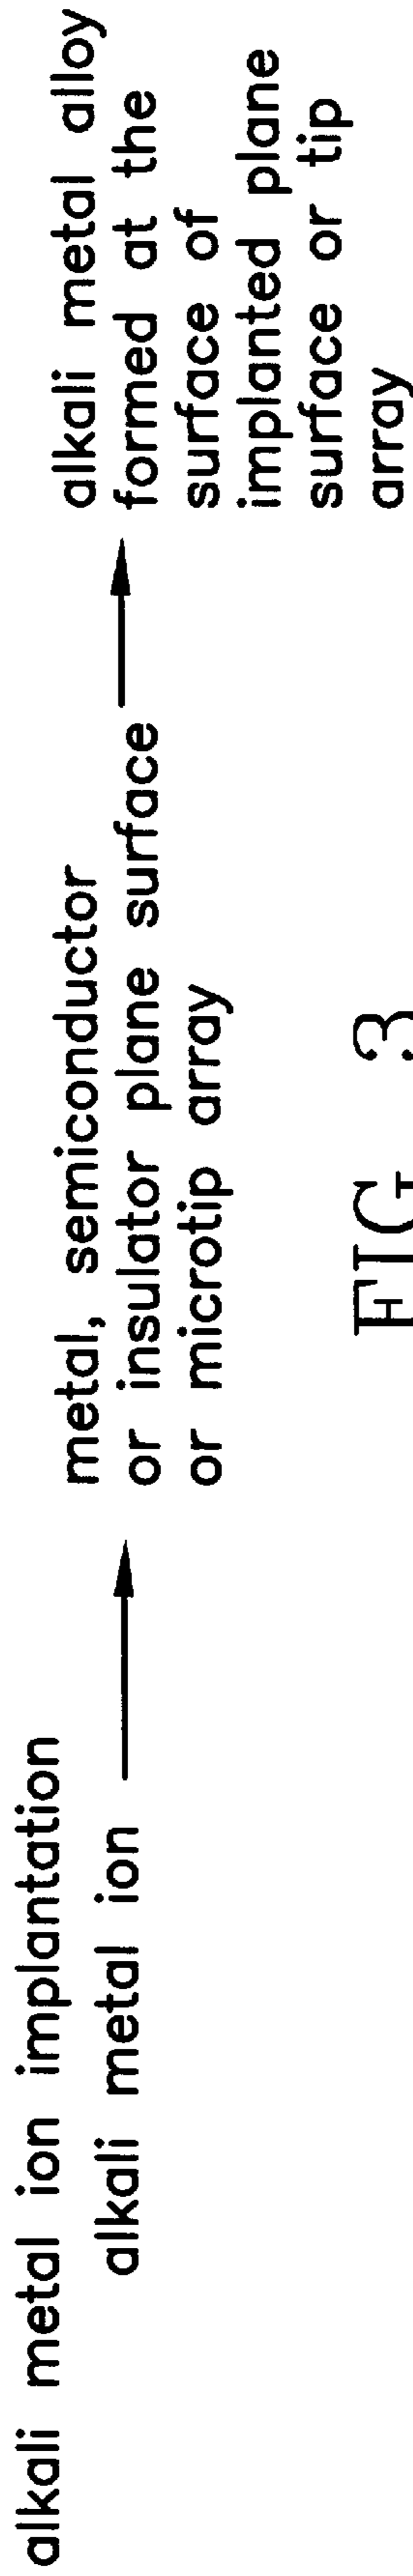 alkali metal ion implantation
alkali metal ion
metal, semiconductor
or insulator plane surface
or microtip array
alkali metal alloy
formed at the
surface of
implanted plane
surface or tip
array
FIG. 3